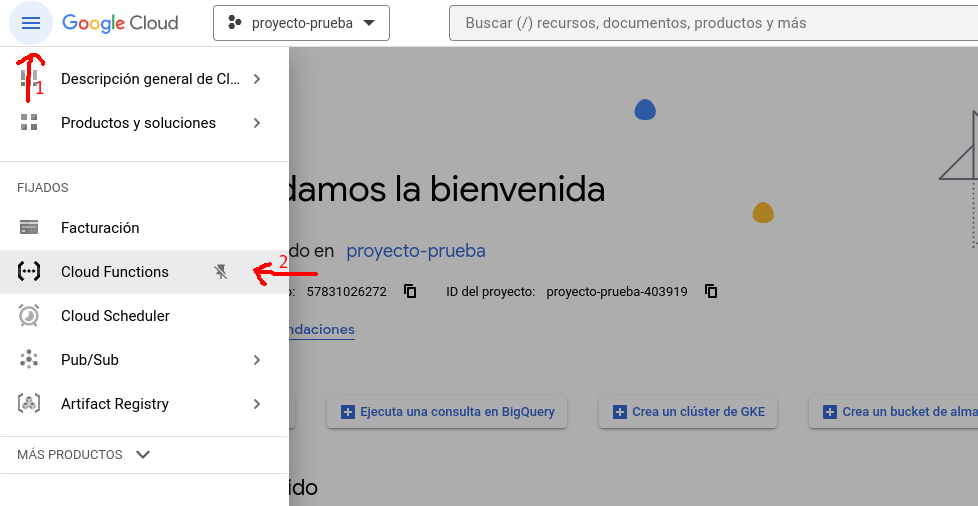 Google Cloud
proyecto-prueba
Buscar (/) recursos, documentos, productos y más
1
Descripción general de Cl...
Productos y soluciones
FIJADOS
Facturación
Cloud Functions
2
Cloud Scheduler
Pub/Sub
Artifact Registry
MÁS PRODUCTOS
damos la bienvenida
do en proyecto-prueba
o: 57831026272 ID del proyecto: proyecto-prueba-403919
ndaciones
Ejecuta una consulta en BigQuery
Crea un clúster de GKE
Crea un bucket de alma
ido